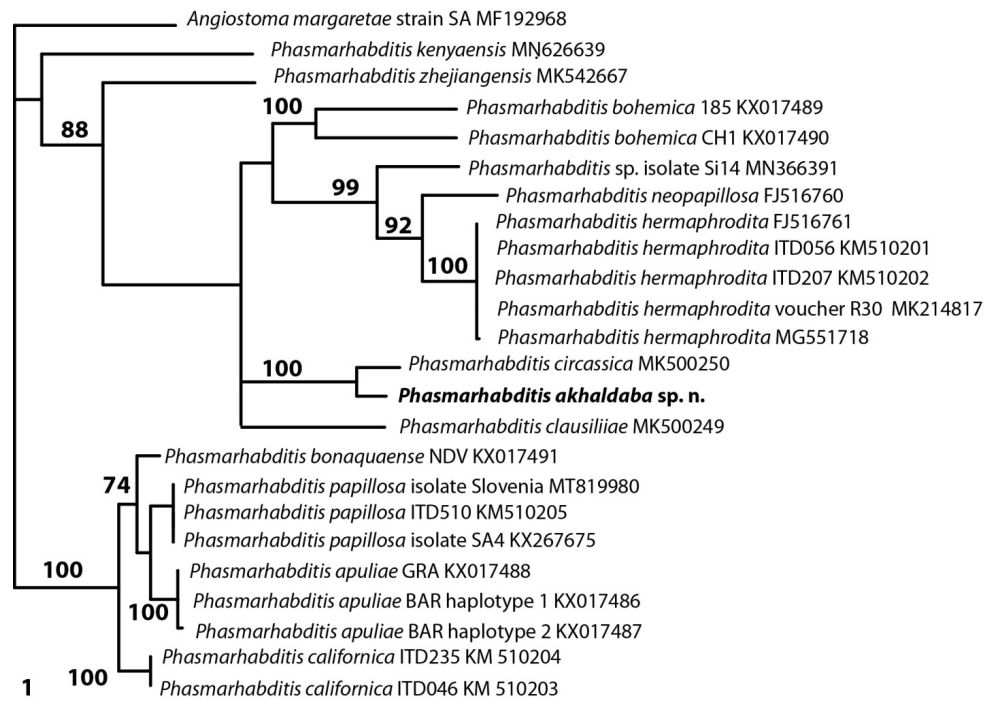 Angiostoma margaretae strain SA MF192968
Phasmarhabditis kenyaensis MN626639
Phasmarhabditis zhejiangensis MK542667
100
Phasmarhabditis bohemica 185 KX017489
88
Phasmarhabditis bohemica CH1 KX017490
Phasmarhabditis sp. isolate Si14 MN366391
99
Phasmarhabditis neopapillosa FJ516760
92
Phasmarhabditis hermaphrodita FJ516761
Phasmarhabditis hermaphrodita ITD056 KM510201
100
Phasmarhabditis hermaphrodita ITD207 KM510202
Phasmarhabditis hermaphrodita voucher R30 MK214817
Phasmarhabditis hermaphrodita MG551718
100
Phasmarhabditis circassica MK500250
Phasmarhabditis akhaldaba sp. n.
Phasmarhabditis clausiliiae MK500249
Phasmarhabditis bonaquaense NDV KX017491
74
Phasmarhabditis papillosa isolate Slovenia MT819980
Phasmarhabditis papillosa ITD510 KM510205
Phasmarhabditis papillosa isolate SA4 KX267675
100
Phasmarhabditis apuliae GRA KX017488
Phasmarhabditis apuliae BAR haplotype 1 KX017486
100
Phasmarhabditis apuliae BAR haplotype 2 KX017487
Phasmarhabditis californica ITD235 KM 510204
100
Phasmarhabditis californica ITD046 KM 510203
1